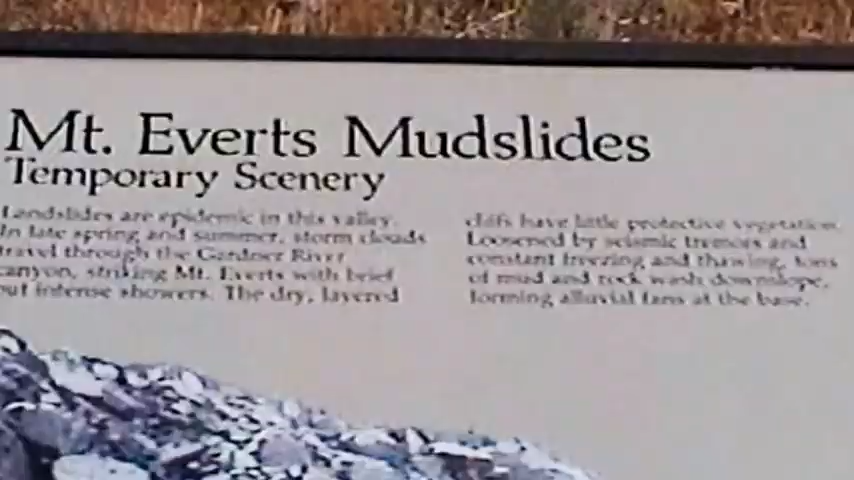 Mt. Everts Mudslides
Temporary Scenery
Landslides are epidemic in this valley.
In late spring and summer, storm clouds
travel through the Gardner River
canyon, striking Mt. Everts with brief
but intense showers. The dry, layered
cliffs have little protective vegetation.
Loosened by seismic tremors and
constant freezing and thawing, tons
of mud and rock wash downslope,
forming alluvial fans at the base.